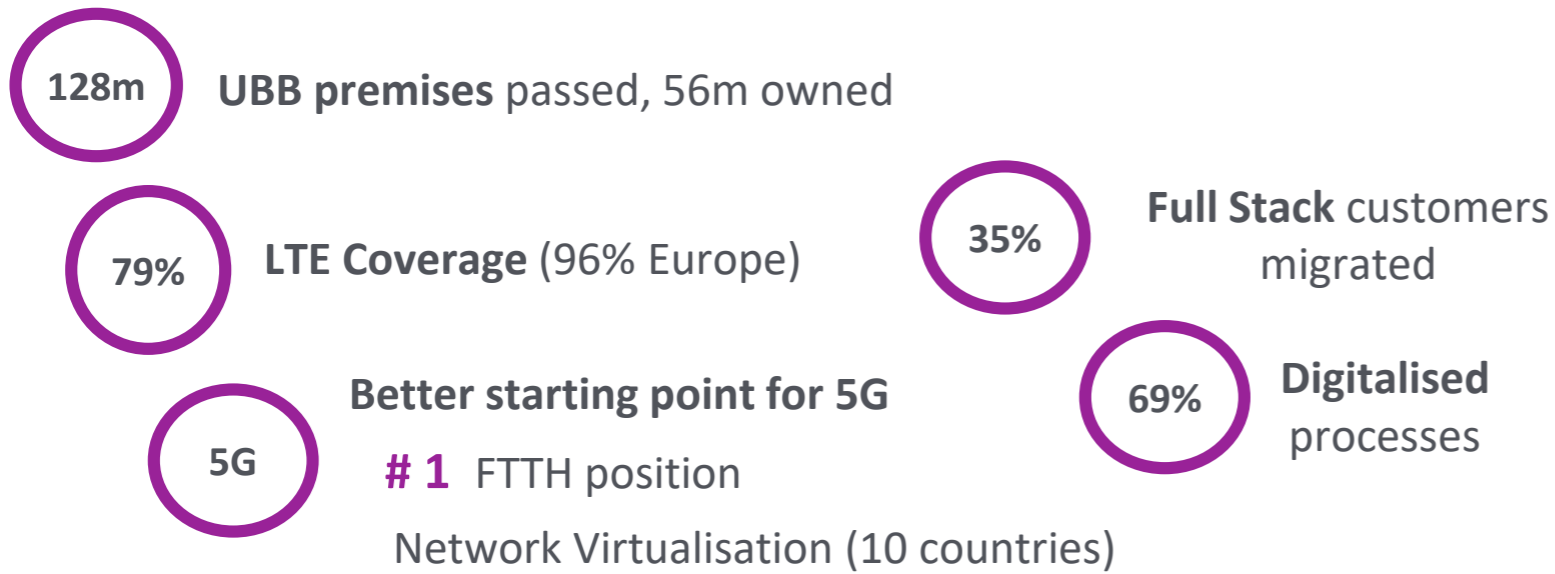 128m
UBB premises passed, 56m owned
79%
LTE Coverage (96% Europe)
5G
Better starting point for 5G
# 1 FTTH position
Network Virtualisation (10 countries)
35%
Full Stack customers
migrated
69%
Digitalised
processes